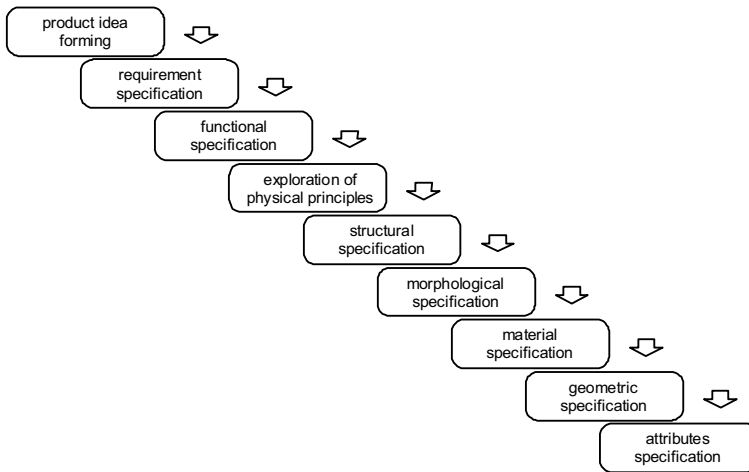 product idea
forming
requirement
specification
functional
specification
exploration of
physical principles
structural
specification
morphological
specification
material
specification
geometric
specification
attributes
specification